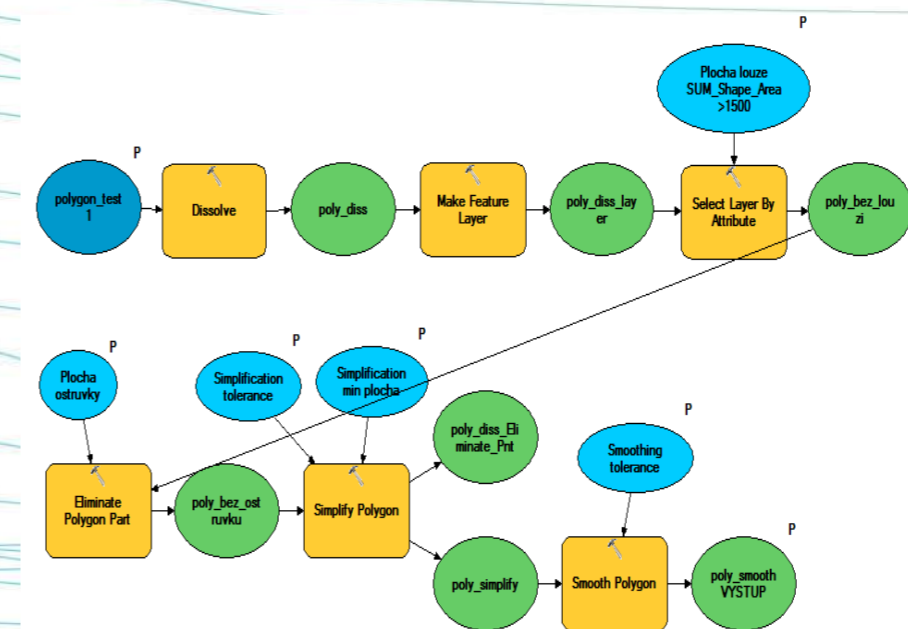 P
Plocha louze
SUM_Shape_Area
>1500
P
polygon_test
1
Dissolve
poly_diss
Make Feature
Layer
poly_diss_lay
er
Select Layer By
Attribute
poly_bez_lou
zi
P
Plocha
ostruvky
P
Simplification
tolerance
P
Simplification
min plocha
Eliminate
Polygon Part
poly_bez_ost
ruvku
Simplify Polygon
poly_diss_Eli
minate_Pnt
poly_simplify
P
Smoothing
tolerance
Smooth Polygon
P
poly_smooth
VYSTUP